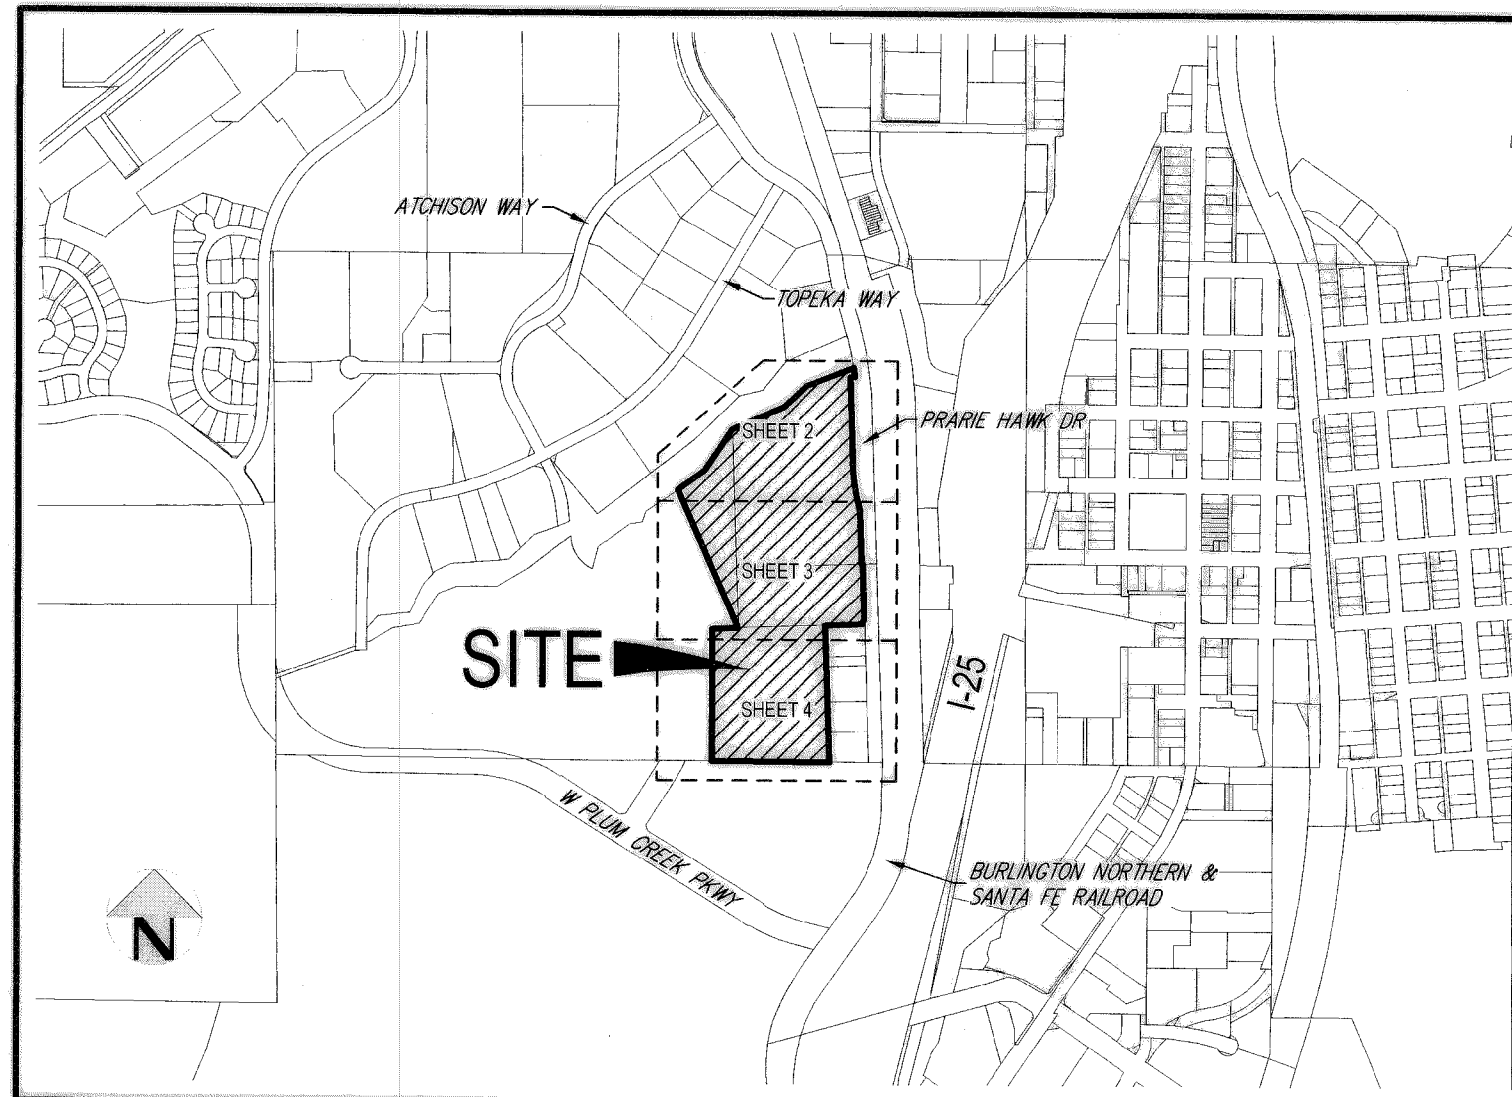 ATCHISON WAY
TOPEKA WAY
PRARIE HAWK DR
SHEET 2
SHEET 3
SITE
SHEET 4
I-25
W PLUM CREEK PKWY
BURLINGTON NORTHERN &
SANTA FE RAILROAD
N